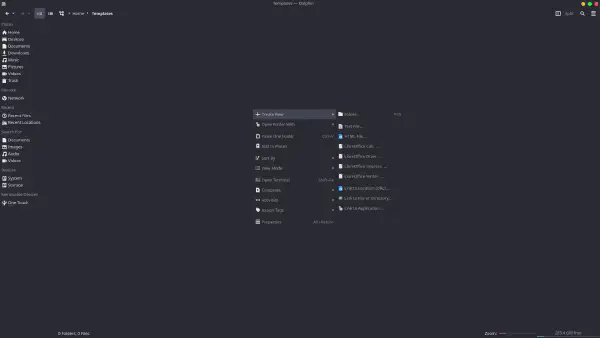 Templates — Dolphin
Home > Templates
Split
Places
Home
Desktop
Documents
Downloads
Music
Pictures
Videos
Trash
Remote
Network
Recent
Recent Files
Recent Locations
Search For
Documents
Images
Audio
Videos
Devices
System
Storage
Removable Devices
One Touch
Create New
Open Folder With
Paste One Folder
Add to Places
Sort By
View Mode
Open Terminal
Compress
Activities
Assign Tags
Properties
Folder...
Text File...
HTML File...
LibreOffice Calc...
LibreOffice Draw...
LibreOffice Impress...
LibreOffice Writer...
Link to Location (URL)...
Link to File or Directory...
Link to Application...
0 Folders, 0 Files
Zoom: